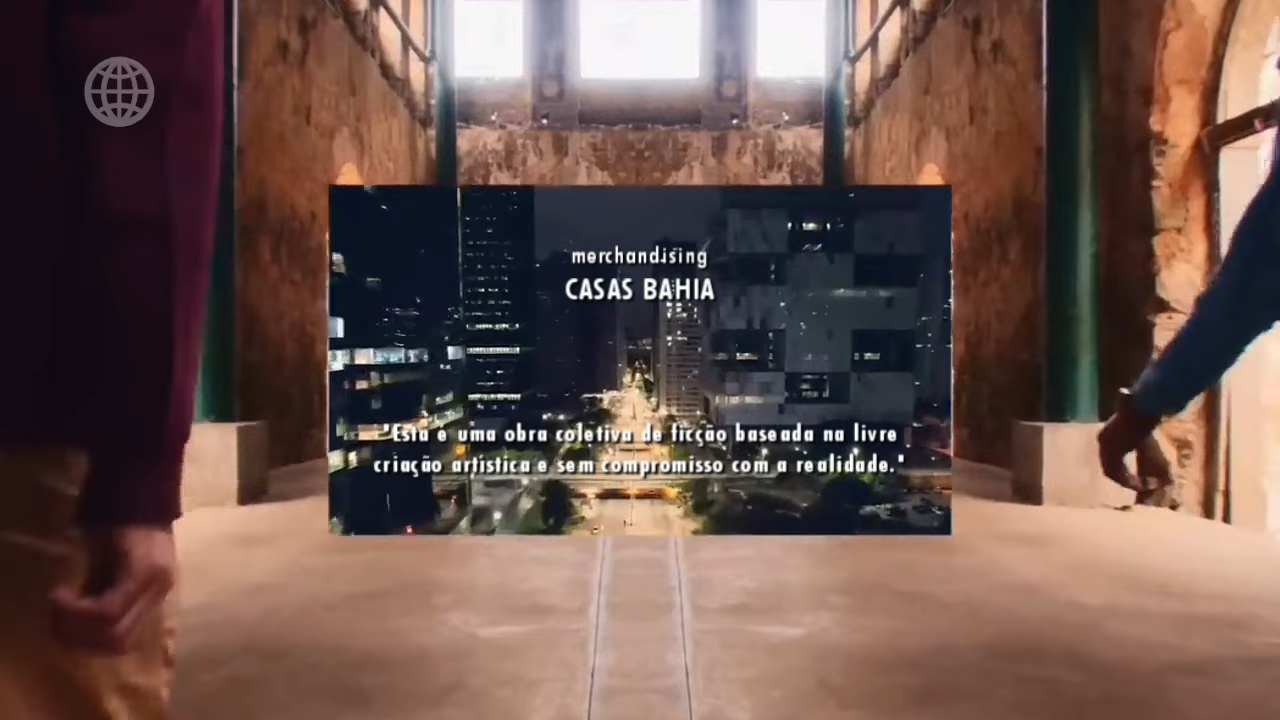 merchandising
CASAS BAHIA
"Esta é uma obra coletiva de ficção baseada na livre
criação artística e sem compromisso com a realidade."